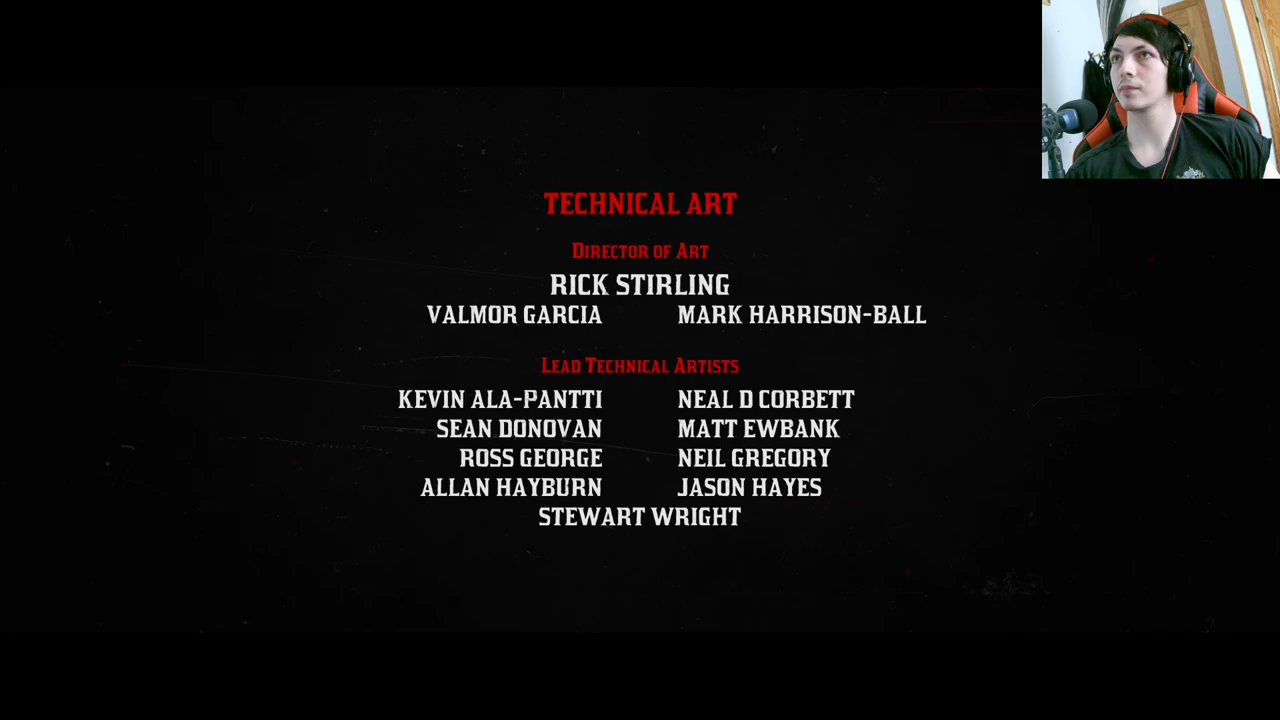 TECHNICAL ART
DIRECTOR OF ART
RICK STIRLING
VALMOR GARCIA MARK HARRISON-BALL
LEAD TECHNICAL ARTISTS
KEVIN ALA-PANTTI NEAL D CORBETT
SEAN DONOVAN MATT EWBANK
ROSS GEORGE NEIL GREGORY
ALLAN HAYBURN JASON HAYES
STEWART WRIGHT